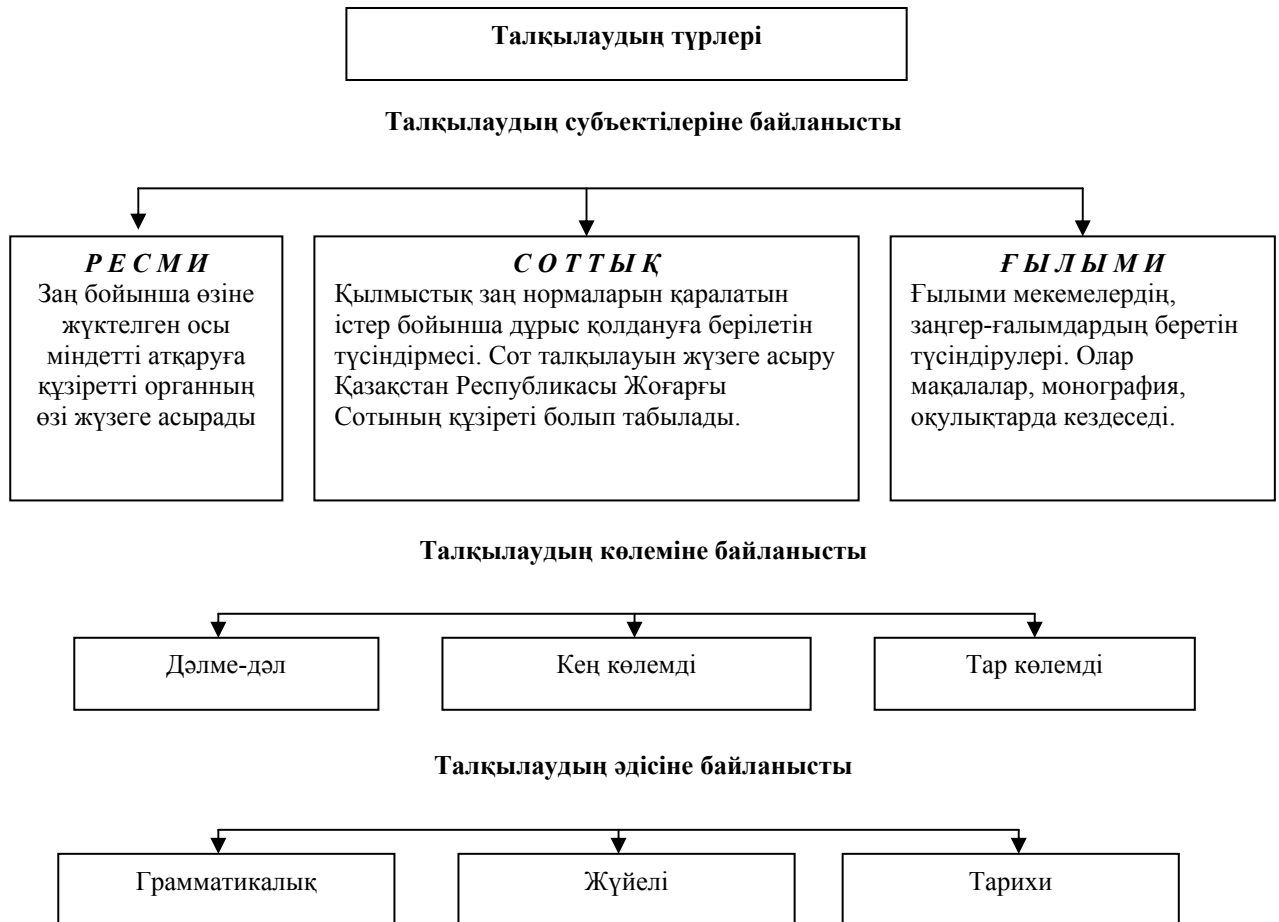 Талқылаудың түрлері
Талқылаудың субъектілеріне байланысты
Р Е С М И
Заң бойынша өзіне
жүктелген осы
міндетті атқаруға
құзіретті органның
өзі жүзеге асырады
С О Т Т Ы Қ
Қылмыстық заң нормаларын қаралатын
істер бойынша дұрыс қолдануға берілетін
түсіндірмесі. Сот талқылауын жүзеге асыру
Қазақстан Республикасы Жоғарғы
Сотының құзіреті болып табылады.
Ғ Ы Л Ы М И
Ғылыми мекемелердің,
заңгер-ғалымдардың беретін
түсіндірулері. Олар
мақалалар, монография,
оқулықтарда кездеседі.
Талқылаудың көлеміне байланысты
Дәлме-дәл
Кең көлемді
Тар көлемді
Талқылаудың әдісіне байланысты
Грамматикалық
Жүйелі
Тарихи